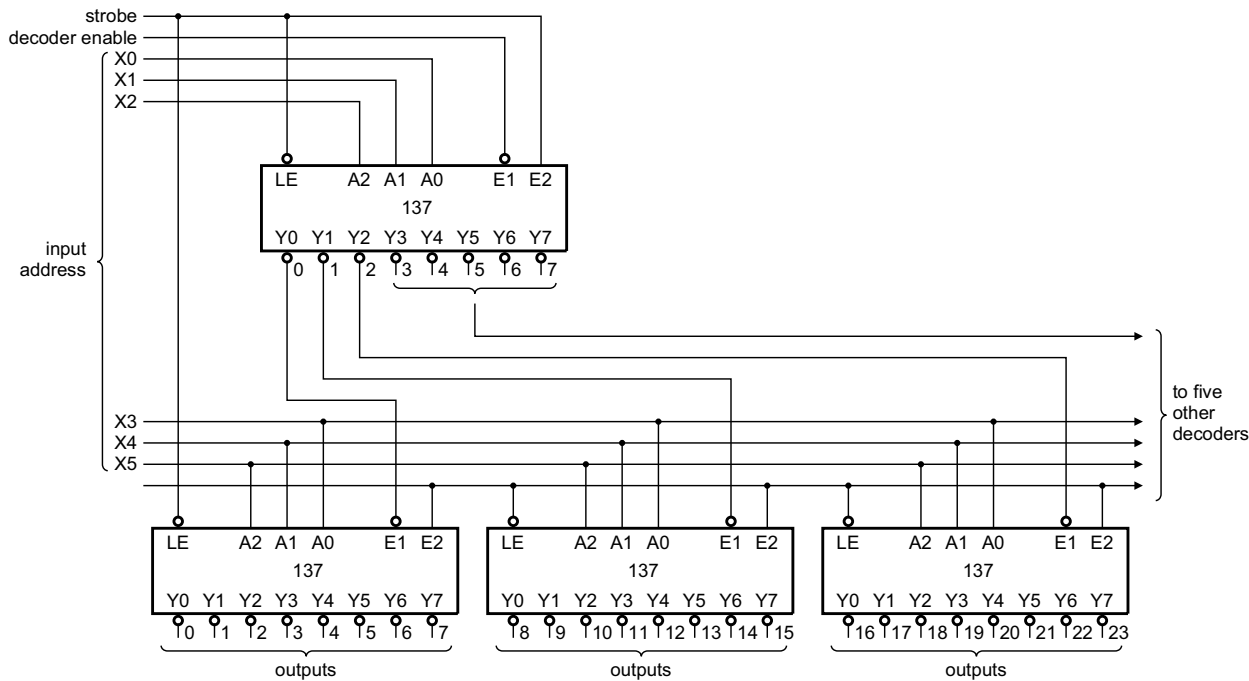 strobe
decoder enable
X0
X1
X2
LE A2 A1 A0 E1 E2
137
Y0 Y1 Y2 Y3 Y4 Y5 Y6 Y7
0 1 2 3 4 5 6 7
input
address
X3
X4
X5
to five
other
decoders
LE A2 A1 A0 E1 E2
137
Y0 Y1 Y2 Y3 Y4 Y5 Y6 Y7
0 1 2 3 4 5 6 7
outputs
LE A2 A1 A0 E1 E2
137
Y0 Y1 Y2 Y3 Y4 Y5 Y6 Y7
8 9 10 11 12 13 14 15
outputs
LE A2 A1 A0 E1 E2
137
Y0 Y1 Y2 Y3 Y4 Y5 Y6 Y7
16 17 18 19 20 21 22 23
outputs